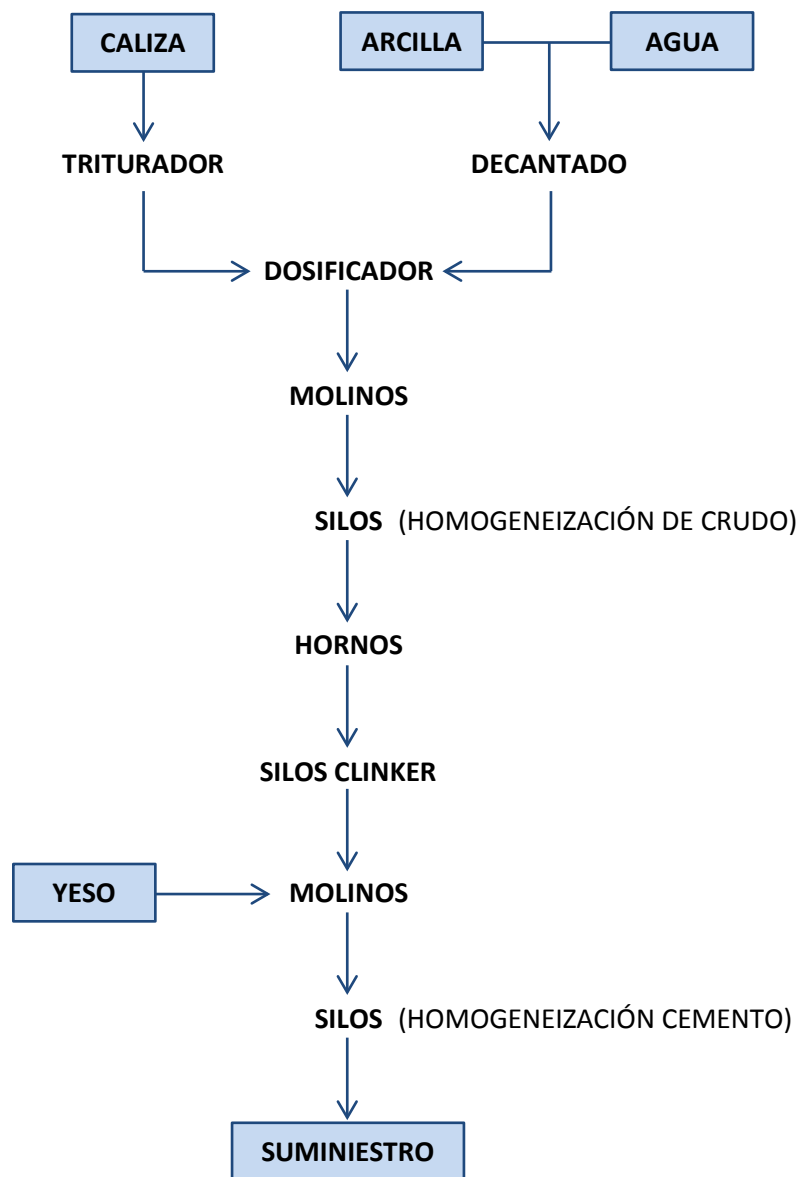 CALIZA
ARCILLA
AGUA
TRITURADOR
DECANTADO
DOSIFICADOR
MOLINOS
SILOS (HOMOGENEIZACIÓN DE CRUDO)
HORNOS
SILOS CLINKER
YESO
MOLINOS
SILOS (HOMOGENEIZACIÓN CEMENTO)
SUMINIESTRO